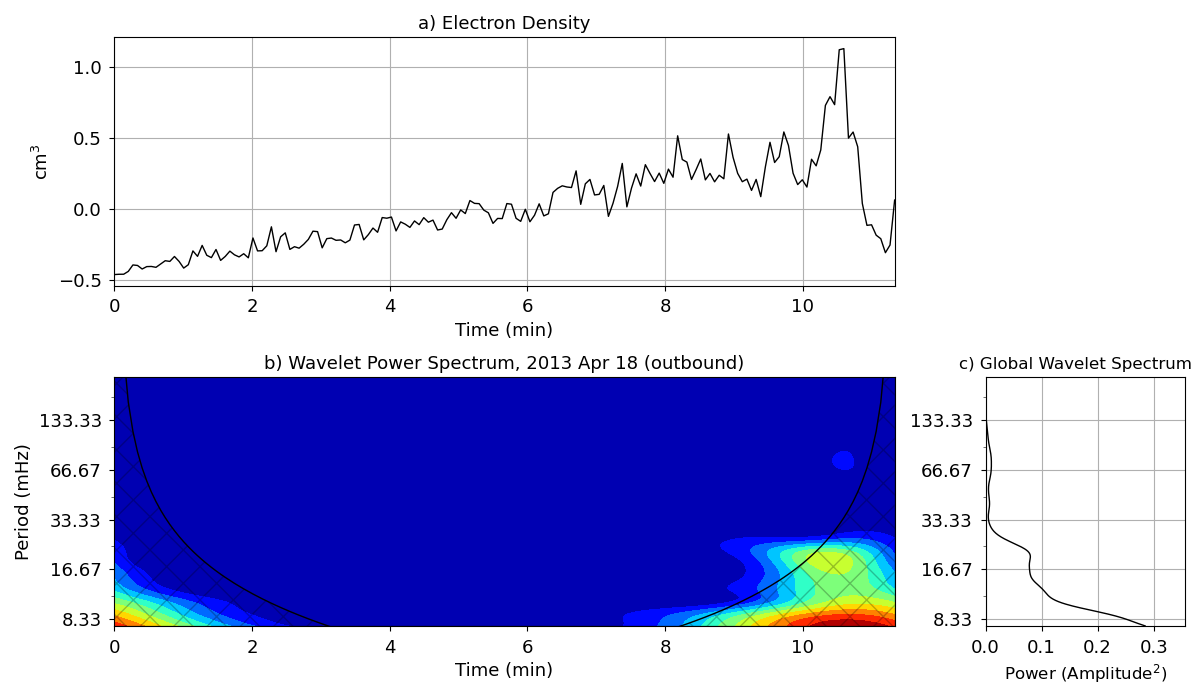 a) Electron Density
1.0
0.5
0.0
−0.5
cm³
0 2 4 6 8 10
Time (min)
b) Wavelet Power Spectrum, 2013 Apr 18 (outbound)
133.33
66.67
33.33
16.67
8.33
Period (mHz)
0 2 4 6 8 10
Time (min)
c) Global Wavelet Spectrum
133.33
66.67
33.33
16.67
8.33
0.0 0.1 0.2 0.3
Power (Amplitude²)